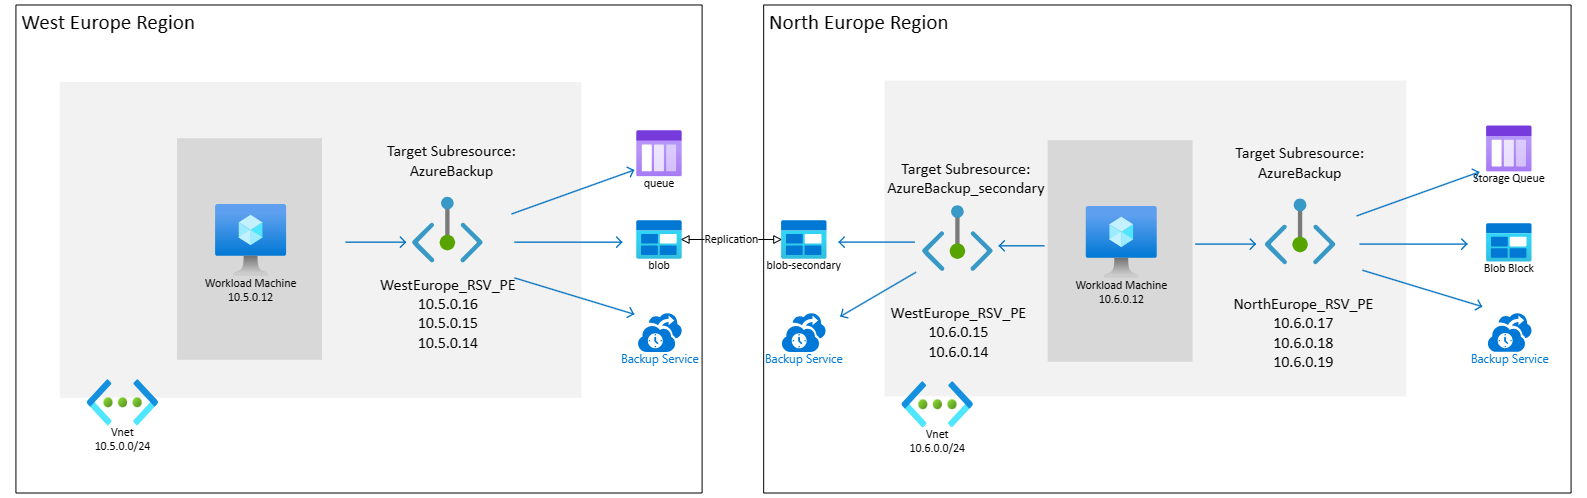 West Europe Region
Target Subresource:
AzureBackup
queue
Workload Machine
10.5.0.12
WestEurope_RSV_PE
10.5.0.16
10.5.0.15
10.5.0.14
blob
Backup Service
Vnet
10.5.0.0/24
Replication
North Europe Region
blob-secondary
Backup Service
Target Subresource:
AzureBackup_secondary
WestEurope_RSV_PE
10.6.0.15
10.6.0.14
Workload Machine
10.6.0.12
Target Subresource:
AzureBackup
NorthEurope_RSV_PE
10.6.0.17
10.6.0.18
10.6.0.19
Storage Queue
Blob Block
Backup Service
Vnet
10.6.0.0/24